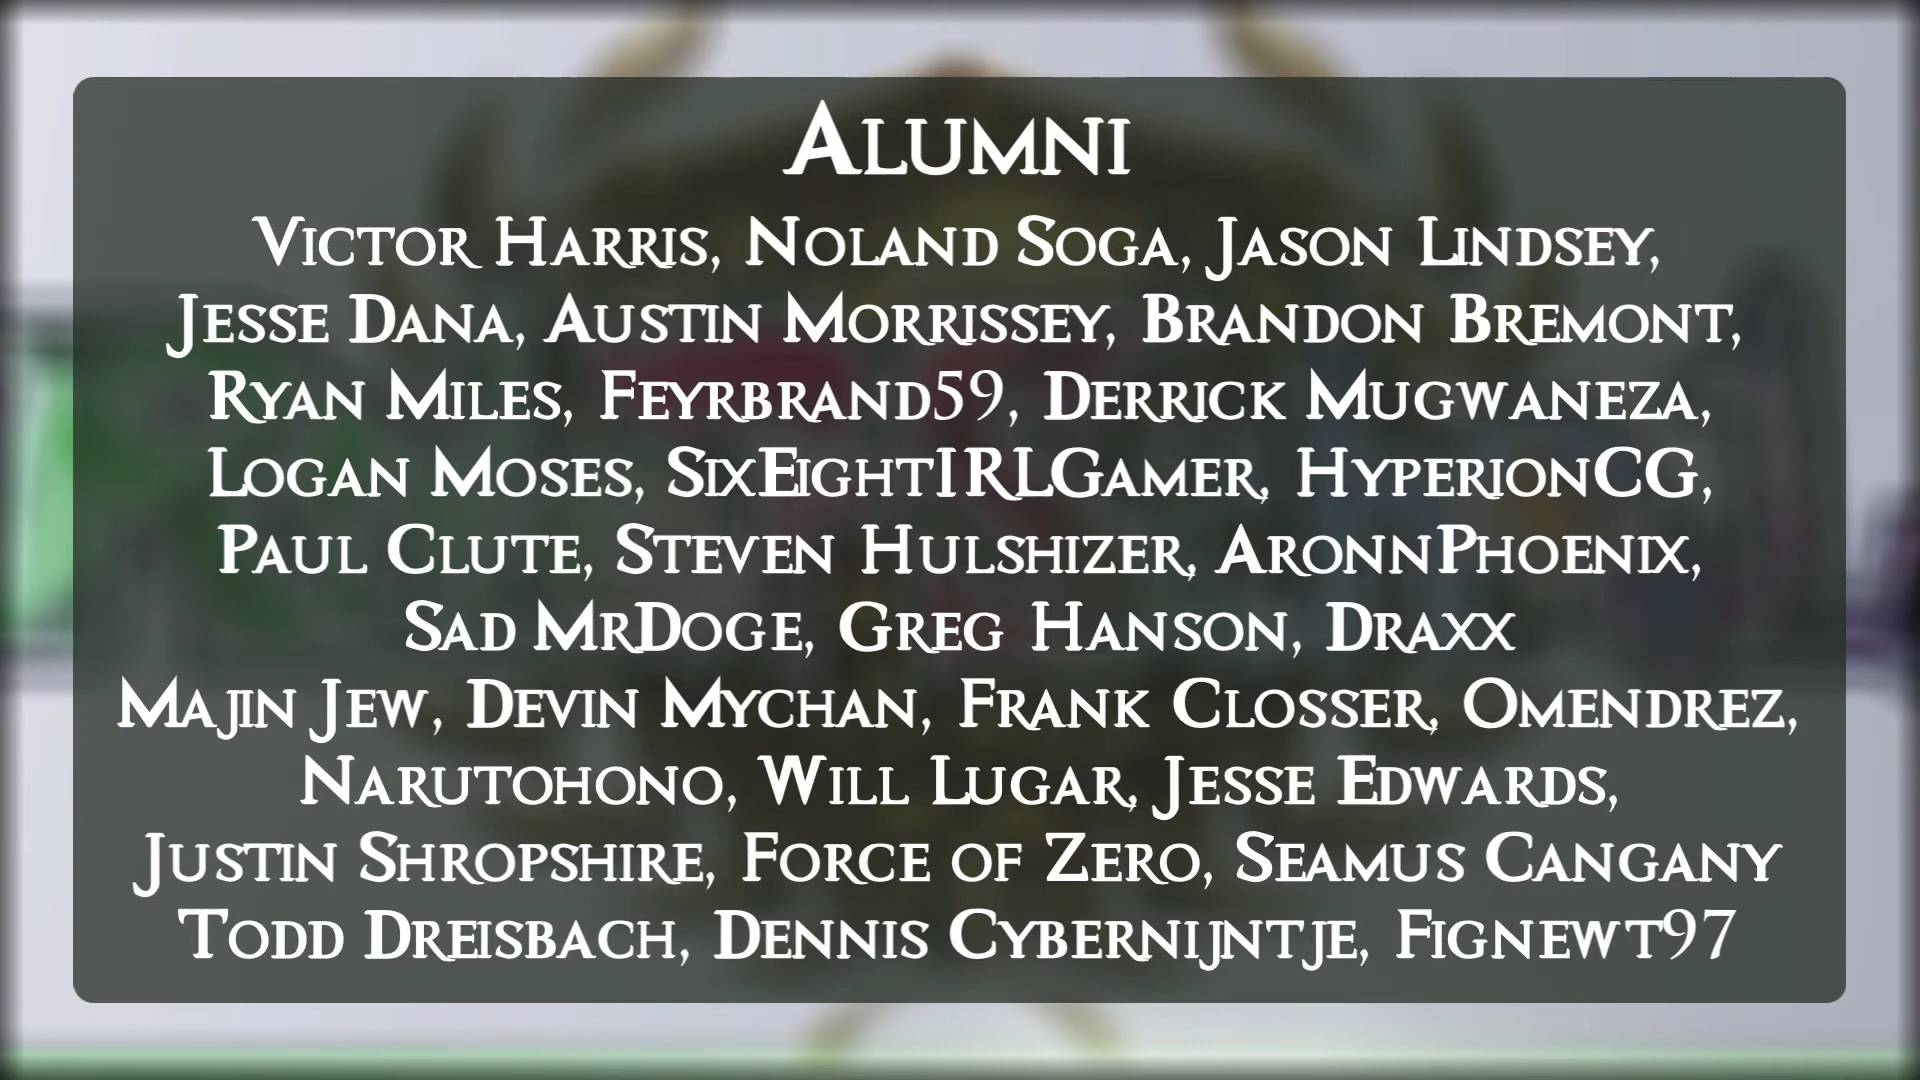 Alumni
Victor Harris, Noland Soga, Jason Lindsey,
Jesse Dana, Austin Morrissey, Brandon Bremont,
Ryan Miles, Feyrbrand59, Derrick Mugwaneza,
Logan Moses, SixEightIRLGamer, HyperionCG,
Paul Clute, Steven Hulshizer, AronnPhoenix,
Sad MrDoge, Greg Hanson, Draxx
Majin Jew, Devin Mychan, Frank Closser, Omendrez,
Narutohono, Will Lugar, Jesse Edwards,
Justin Shropshire, Force of Zero, Seamus Cangany
Todd Dreisbach, Dennis Cybernijntje, Fignewt97